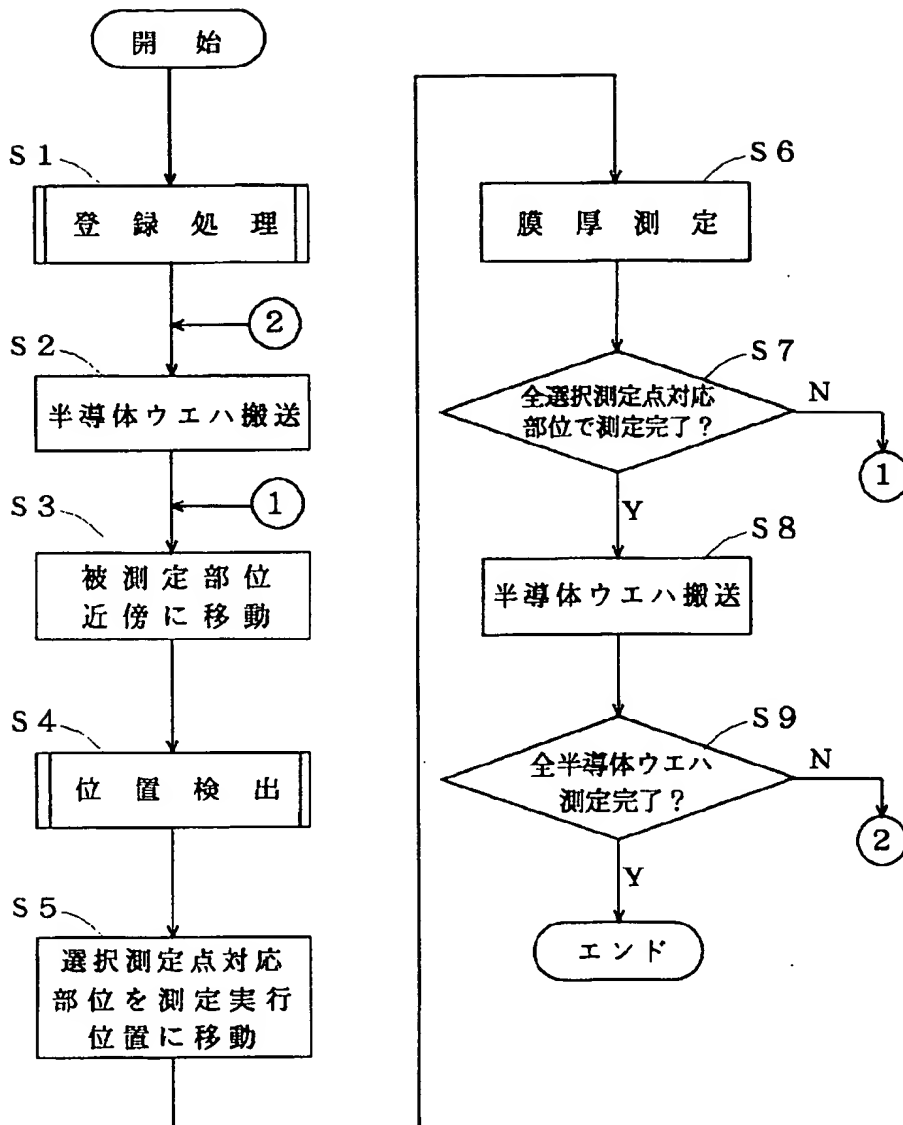 開始
S1
登録処理
②
S2
半導体ウエハ搬送
①
S3
被測定部位
近傍に移動
S4
位置検出
S5
選択測定点対応
部位を測定実行
位置に移動
S6
膜厚測定
S7
全選択測定点対応
部位で測定完了？
N
①
Y
S8
半導体ウエハ搬送
S9
全半導体ウエハ
測定完了？
N
②
Y
エンド